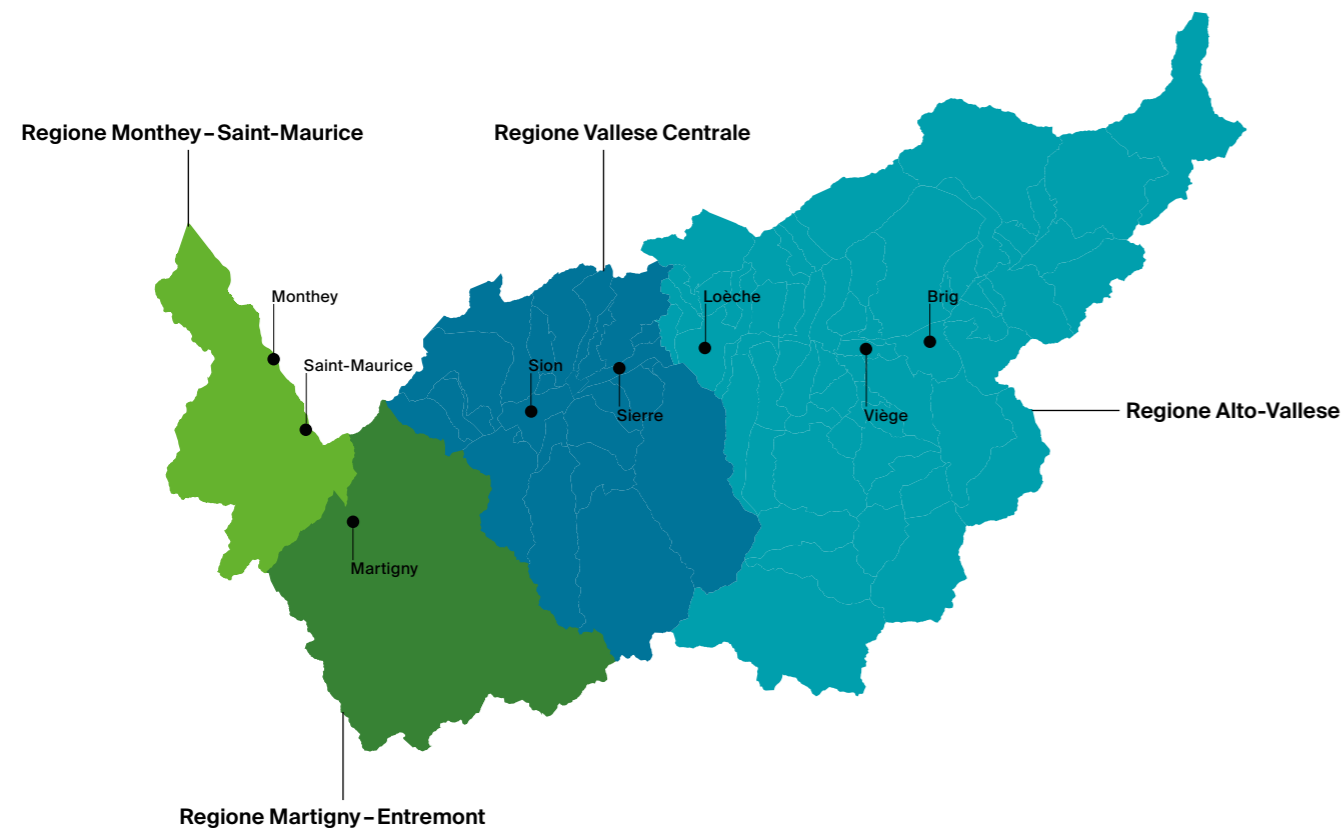 Regione Monthey – Saint-Maurice
Regione Vallese Centrale
Monthey
Loèche
Brig
Saint-Maurice
Sion
Sierre
Viège
Regione Alto-Vallese
Martigny
Regione Martigny – Entremont